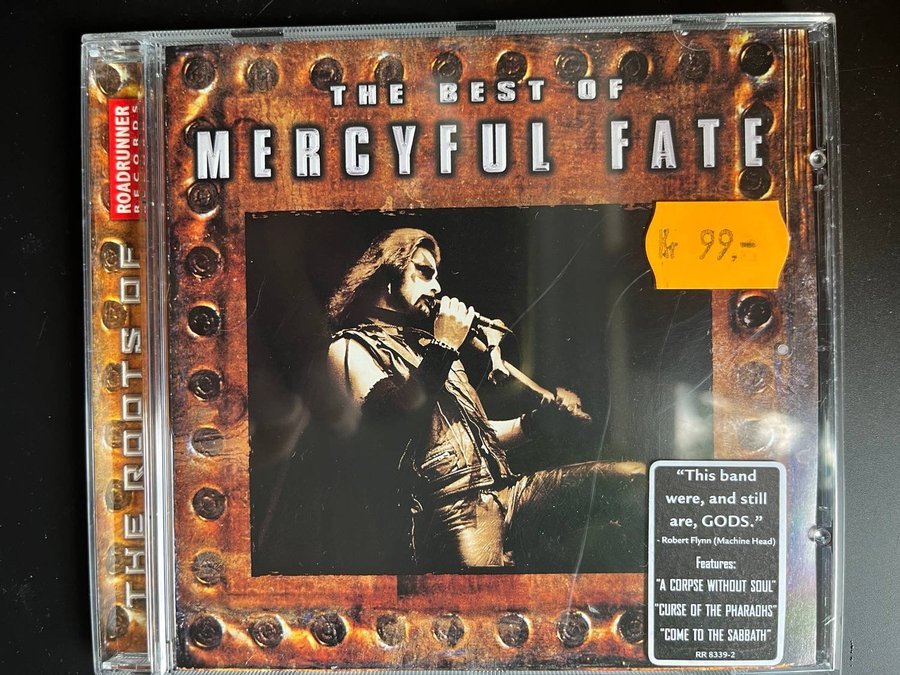 THE BEST OF
MERCYFUL FATE
kr 99,-
ROADRUNNER
RECORDS
THE ROOTS OF
“This band
were, and still
are, GODS.”
- Robert Flynn (Machine Head)
Features:
"A CORPSE WITHOUT SOUL"
"CURSE OF THE PHARAOHS"
"COME TO THE SABBATH"
RR 8339-2